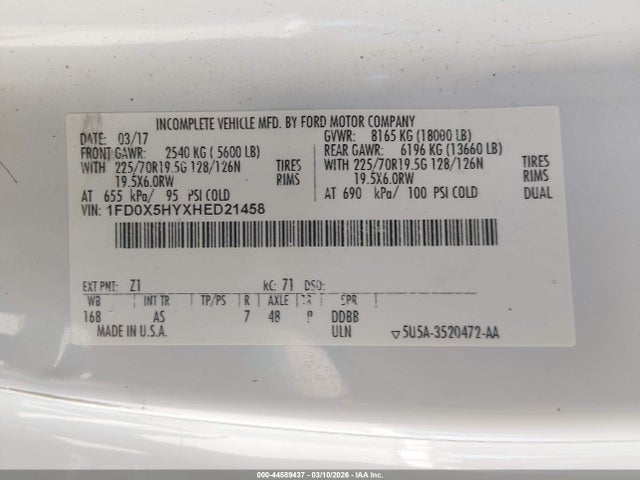 INCOMPLETE VEHICLE MFD. BY FORD MOTOR COMPANY
DATE: 03/17 GVWR: 8165 KG (18000 LB)
FRONT GAWR: 2540 KG ( 5600 LB) REAR GAWR: 6196 KG (13660 LB)
WITH 225/70R19.5G 128/126N TIRES WITH 225/70R19.5G 128/126N TIRES
19.5X6.0RW RIMS 19.5X6.0RW RIMS
AT 655 kPa/ 95 PSI COLD AT 690 kPa/ 100 PSI COLD DUAL
VIN: 1FD0X5HYXHED21458
EXT PNT: Z1 RC: 71 DSO:
WB INT TR TP/PS R AXLE TR SPR
168 AS 7 48 P DDBB
MADE IN U.S.A. ULN ▽5U5A-3520472-AA
000-44589437 • 03/10/2026 • IAA Inc.